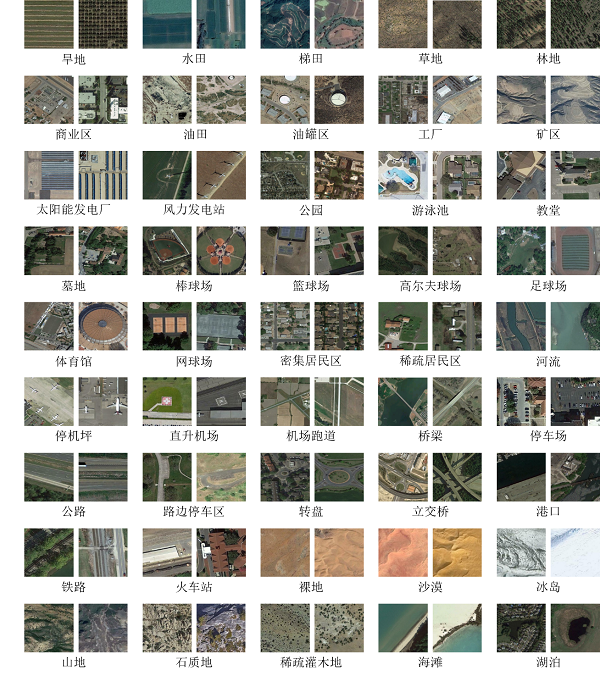 旱地 水田 梯田 草地 林地
商业区 油田 油罐区 工厂 矿区
太阳能发电厂 风力发电站 公园 游泳池 教堂
墓地 棒球场 篮球场 高尔夫球场 足球场
体育馆 网球场 密集居民区 稀疏居民区 河流
停机坪 直升机场 机场跑道 桥梁 停车场
公路 路边停车区 转盘 立交桥 港口
铁路 火车站 裸地 沙漠 冰岛
山地 石质地 稀疏灌木地 海滩 湖泊